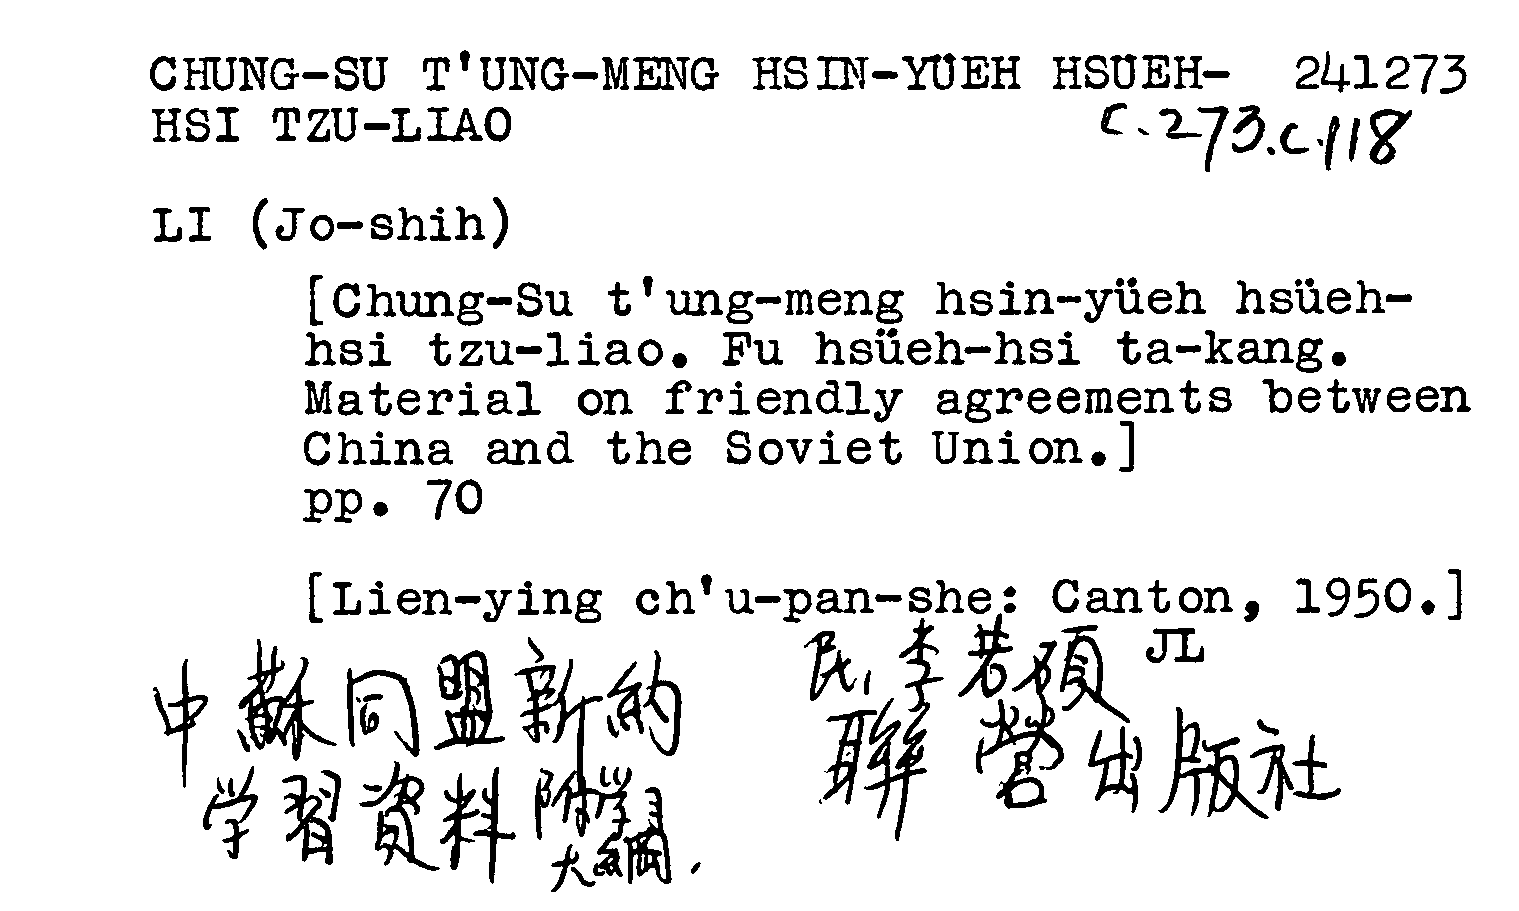 CHUNG-SU T'UNG-MENG HSIN-YÜEH HSÜEH- 241273
HSI TZU-LIAO C.273.c.118
LI (Jo-shih)
[Chung-Su t'ung-meng hsin-yüeh hsüeh-
hsi tzu-liao. Fu hsüeh-hsi ta-kang.
Material on friendly agreements between
China and the Soviet Union.]
pp. 70
[Lien-ying ch'u-pan-she: Canton, 1950.]
JL
中蘇同盟新約
学習資料 附学習
大綱.
民, 李若碩
聯營出版社